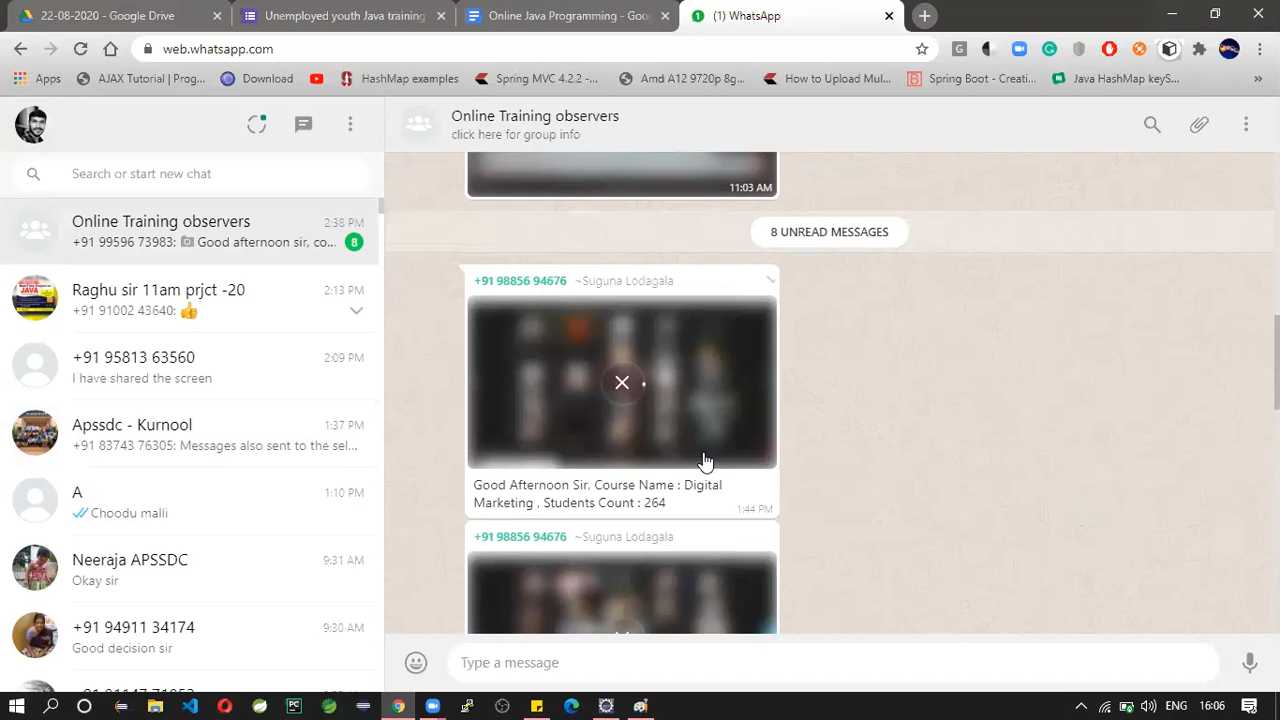 22-08-2020 - Google Drive
Unemployed youth Java training
Online Java Programming - Goog
(1) WhatsApp
web.whatsapp.com
Apps
AJAX Tutorial | Prog...
Download
HashMap examples
Spring MVC 4.2.2 -...
Amd A12 9720p
How to Upload Mul...
Spring Boot - Creati...
Java HashMap keyS...
Online Training observers
click here for group info
Search or start new chat
11:03 AM
Online Training observers
2:38 PM
+91 99596 73983: Good afternoon sir, co...
8
8 UNREAD MESSAGES
Raghu sir 11am prjct -20
2:13 PM
+91 91002 43640: 👍
+91 98856 94676 ~Suguna Lodagala
+91 95813 63560
2:09 PM
I have shared the screen
Apssdc - Kurnool
1:37 PM
+91 83743 76305: Messages also sent to the sel...
A
1:10 PM
Choodu malli
Good Afternoon Sir, Course Name : Digital
Marketing , Students Count : 264
1:44 PM
+91 98856 94676 ~Suguna Lodagala
Neeraja APSSDC
9:31 AM
Okay sir
+91 94911 34174
9:30 AM
Good decision sir
Type a message
ENG
16:06